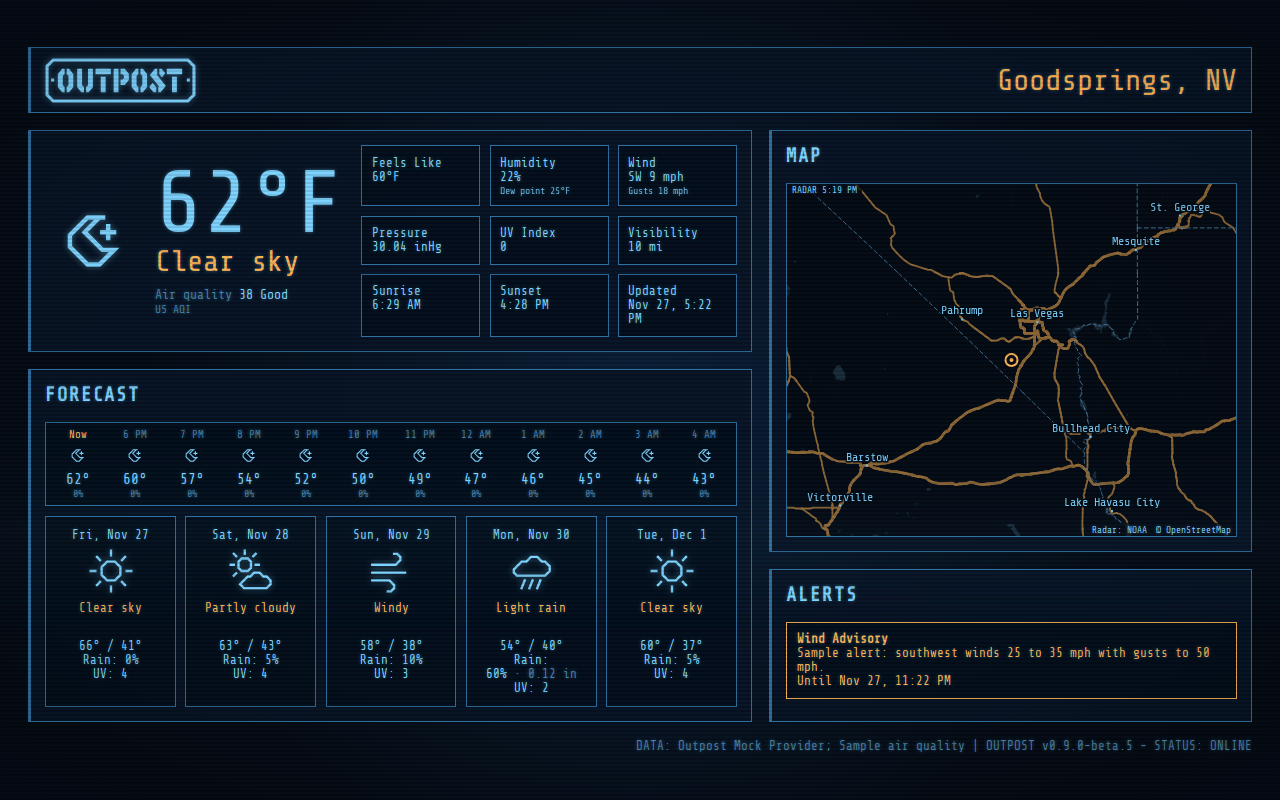 OUTPOST
Goodsprings, NV
62°F
Clear sky
Air quality 38 Good
US AQI
Feels Like
60°F
Humidity
22%
Dew point 25°F
Wind
SW 9 mph
Gusts 18 mph
Pressure
30.04 inHg
UV Index
0
Visibility
10 mi
Sunrise
6:29 AM
Sunset
4:28 PM
Updated
Nov 27, 5:22
PM
MAP
RADAR 5:19 PM
St. George
Mesquite
Pahrump
Las Vegas
Bullhead City
Barstow
Victorville
Lake Havasu City
Radar: NOAA © OpenStreetMap
FORECAST
Now 6 PM 7 PM 8 PM 9 PM 10 PM 11 PM 12 AM 1 AM 2 AM 3 AM 4 AM
62° 60° 57° 54° 52° 50° 49° 47° 46° 45° 44° 43°
0% 0% 0% 0% 0% 0% 0% 0% 0% 0% 0% 0%
Fri, Nov 27
Clear sky
66° / 41°
Rain: 0%
UV: 4
Sat, Nov 28
Partly cloudy
63° / 43°
Rain: 5%
UV: 4
Sun, Nov 29
Windy
58° / 38°
Rain: 10%
UV: 3
Mon, Nov 30
Light rain
54° / 40°
Rain:
60% · 0.12 in
UV: 2
Tue, Dec 1
Clear sky
60° / 37°
Rain: 5%
UV: 4
ALERTS
Wind Advisory
Sample alert: southwest winds 25 to 35 mph with gusts to 50
mph.
Until Nov 27, 11:22 PM
DATA: Outpost Mock Provider; Sample air quality | OUTPOST v0.9.0-beta.5 - STATUS: ONLINE